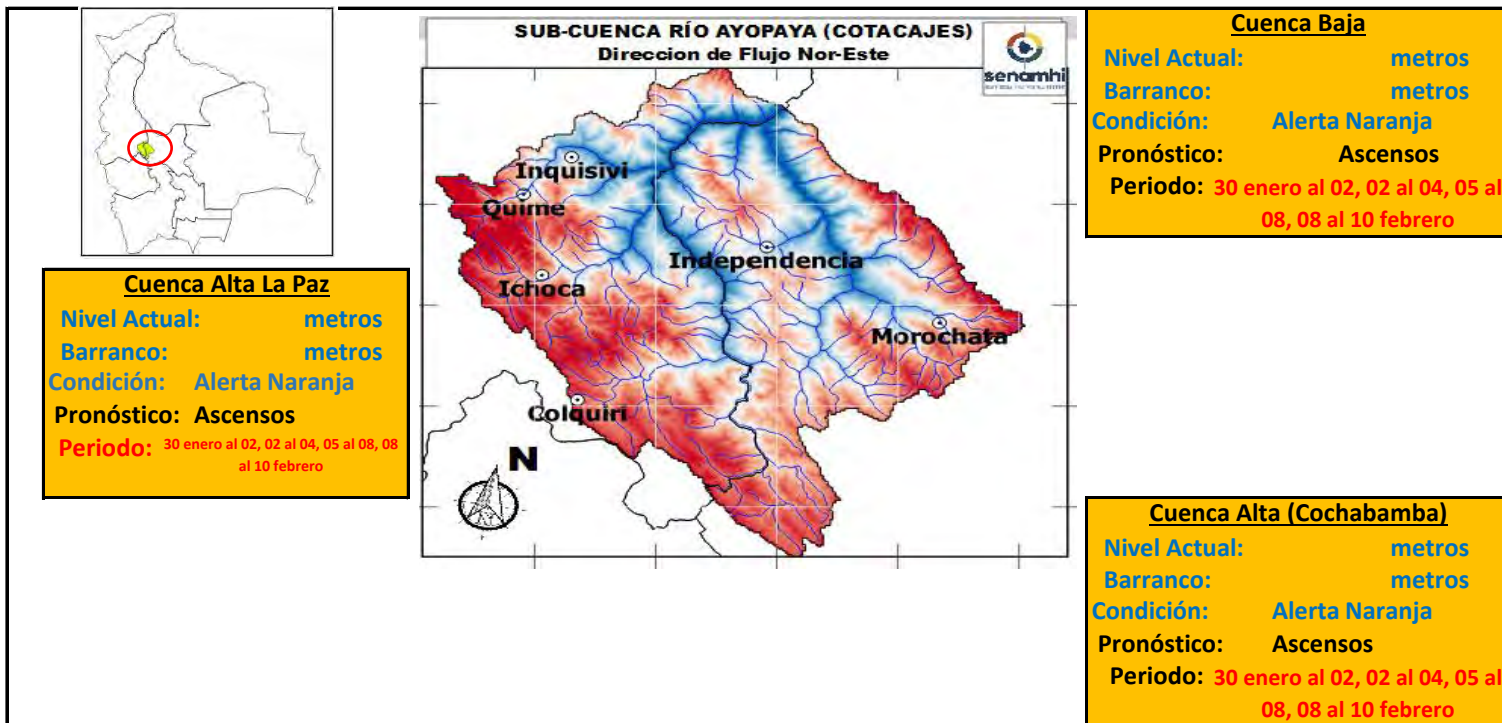 SUB-CUENCA RÍO AYOPAYA (COTACAJES)
Direccion de Flujo Nor-Este
senamhi
Inquisivi
Quime
Independencia
Ichoca
Morochata
Colquiri
N
Cuenca Alta La Paz
Nivel Actual: metros
Barranco: metros
Condición: Alerta Naranja
Pronóstico: Ascensos
Periodo: 30 enero al 02, 02 al 04, 05 al 08, 08
al 10 febrero
Cuenca Baja
Nivel Actual: metros
Barranco: metros
Condición: Alerta Naranja
Pronóstico: Ascensos
Periodo: 30 enero al 02, 02 al 04, 05 al
08, 08 al 10 febrero
Cuenca Alta (Cochabamba)
Nivel Actual: metros
Barranco: metros
Condición: Alerta Naranja
Pronóstico: Ascensos
Periodo: 30 enero al 02, 02 al 04, 05 al
08, 08 al 10 febrero